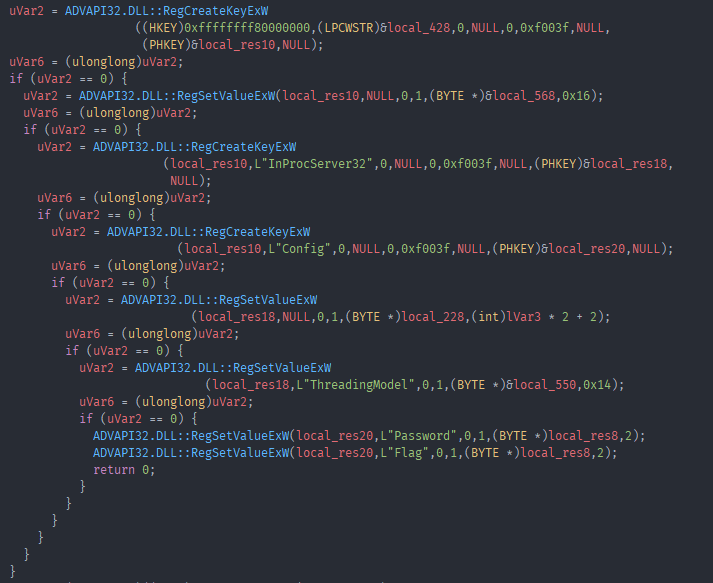 uVar2 = ADVAPI32.DLL::RegCreateKeyExW
((HKEY)0xffffffff80000000,(LPCWSTR)&local_428,0,NULL,0,0xf003f,NULL,
(PHKEY)&local_res10,NULL);
uVar6 = (ulonglong)uVar2;
if (uVar2 == 0) {
uVar2 = ADVAPI32.DLL::RegSetValueExW(local_res10,NULL,0,1,(BYTE *)&local_568,0x16);
uVar6 = (ulonglong)uVar2;
if (uVar2 == 0) {
uVar2 = ADVAPI32.DLL::RegCreateKeyExW
(local_res10,L"InProcServer32",0,NULL,0,0xf003f,NULL,(PHKEY)&local_res18,
NULL);
uVar6 = (ulonglong)uVar2;
if (uVar2 == 0) {
uVar2 = ADVAPI32.DLL::RegCreateKeyExW
(local_res10,L"Config",0,NULL,0,0xf003f,NULL,(PHKEY)&local_res20,NULL);
uVar6 = (ulonglong)uVar2;
if (uVar2 == 0) {
uVar2 = ADVAPI32.DLL::RegSetValueExW
(local_res18,NULL,0,1,(BYTE *)local_228,(int)lVar3 * 2 + 2);
uVar6 = (ulonglong)uVar2;
if (uVar2 == 0) {
uVar2 = ADVAPI32.DLL::RegSetValueExW
(local_res18,L"ThreadingModel",0,1,(BYTE *)&local_550,0x14);
uVar6 = (ulonglong)uVar2;
if (uVar2 == 0) {
ADVAPI32.DLL::RegSetValueExW(local_res20,L"Password",0,1,(BYTE *)local_res8,2);
ADVAPI32.DLL::RegSetValueExW(local_res20,L"Flag",0,1,(BYTE *)local_res8,2);
return 0;
}
}
}
}
}
}